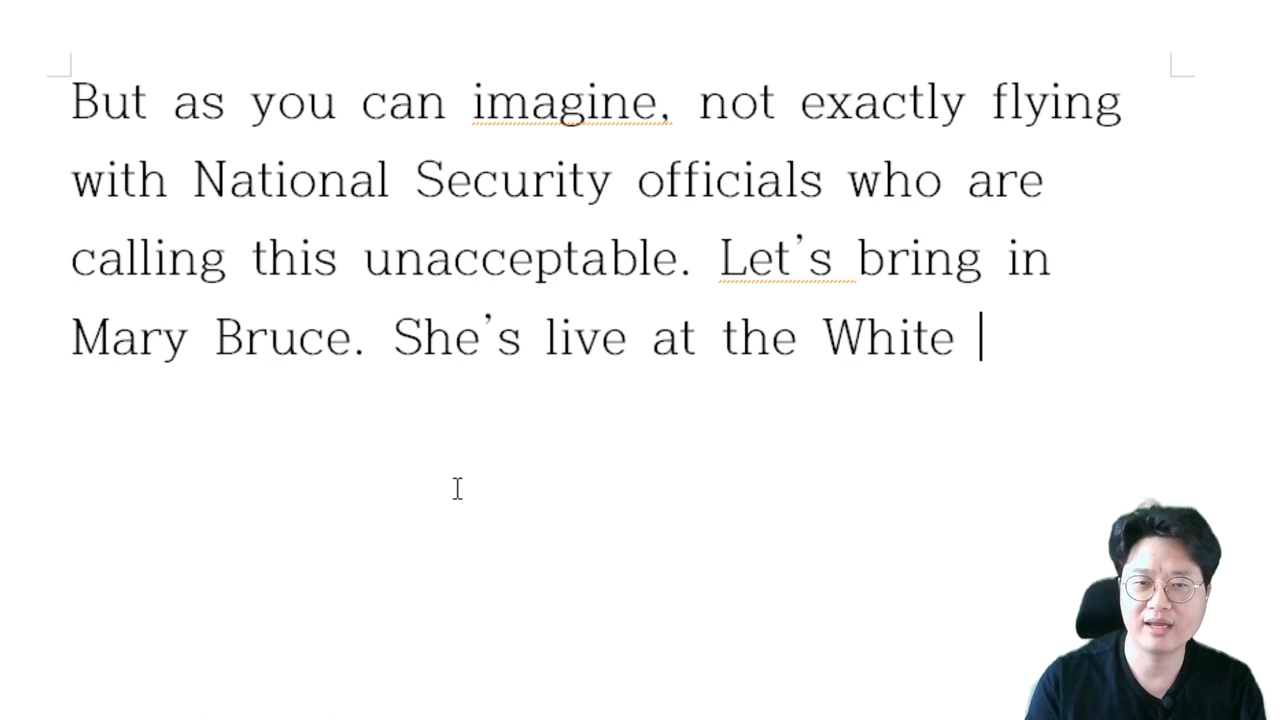 But as you can imagine, not exactly flying
with National Security officials who are
calling this unacceptable. Let's bring in
Mary Bruce. She's live at the White